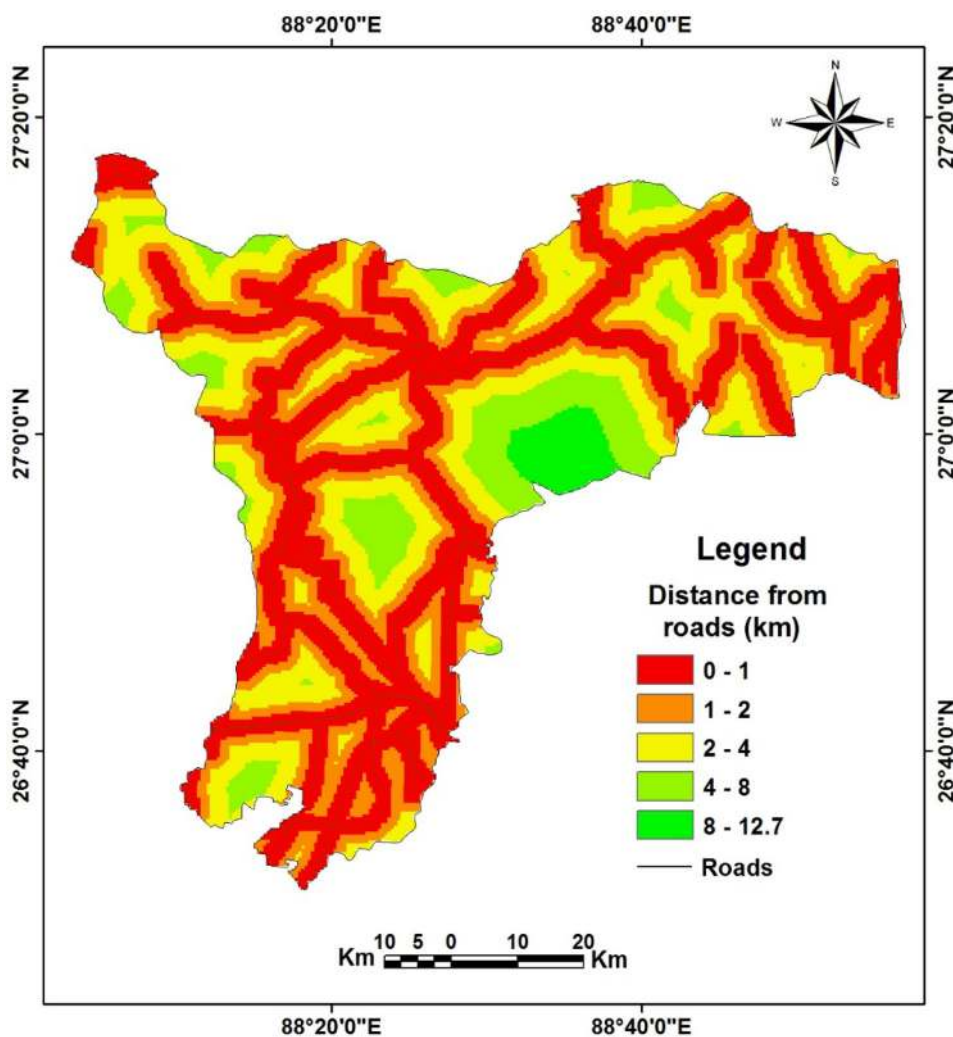 88°20'0"E 88°40'0"E
27°20'0"N 27°20'0"N
N
W E
S
27°0'0"N 27°0'0"N
Legend
Distance from
roads (km)
0 - 1
1 - 2
2 - 4
4 - 8
8 - 12.7
Roads
26°40'0"N 26°40'0"N
10 5 0 10 20
Km Km
88°20'0"E 88°40'0"E